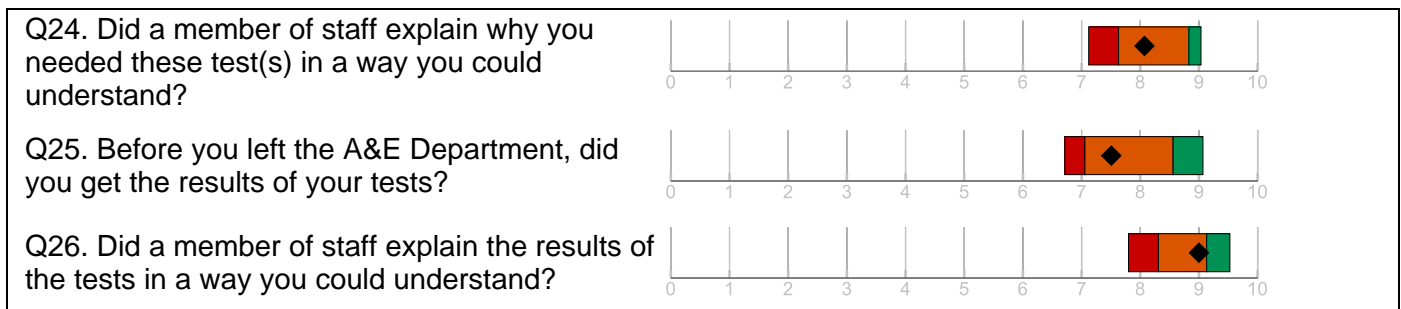 Q24. Did a member of staff explain why you
needed these test(s) in a way you could
understand?
0 1 2 3 4 5 6 7 8 9 10
Q25. Before you left the A&E Department, did
you get the results of your tests?
0 1 2 3 4 5 6 7 8 9 10
Q26. Did a member of staff explain the results of
the tests in a way you could understand?
0 1 2 3 4 5 6 7 8 9 10